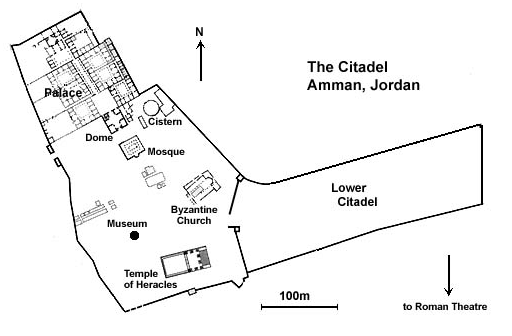 N
The Citadel
Amman, Jordan
Palace
Cistern
Dome
Mosque
Lower
Citadel
Byzantine
Church
Museum
Temple
of Heracles
100m
to Roman Theatre